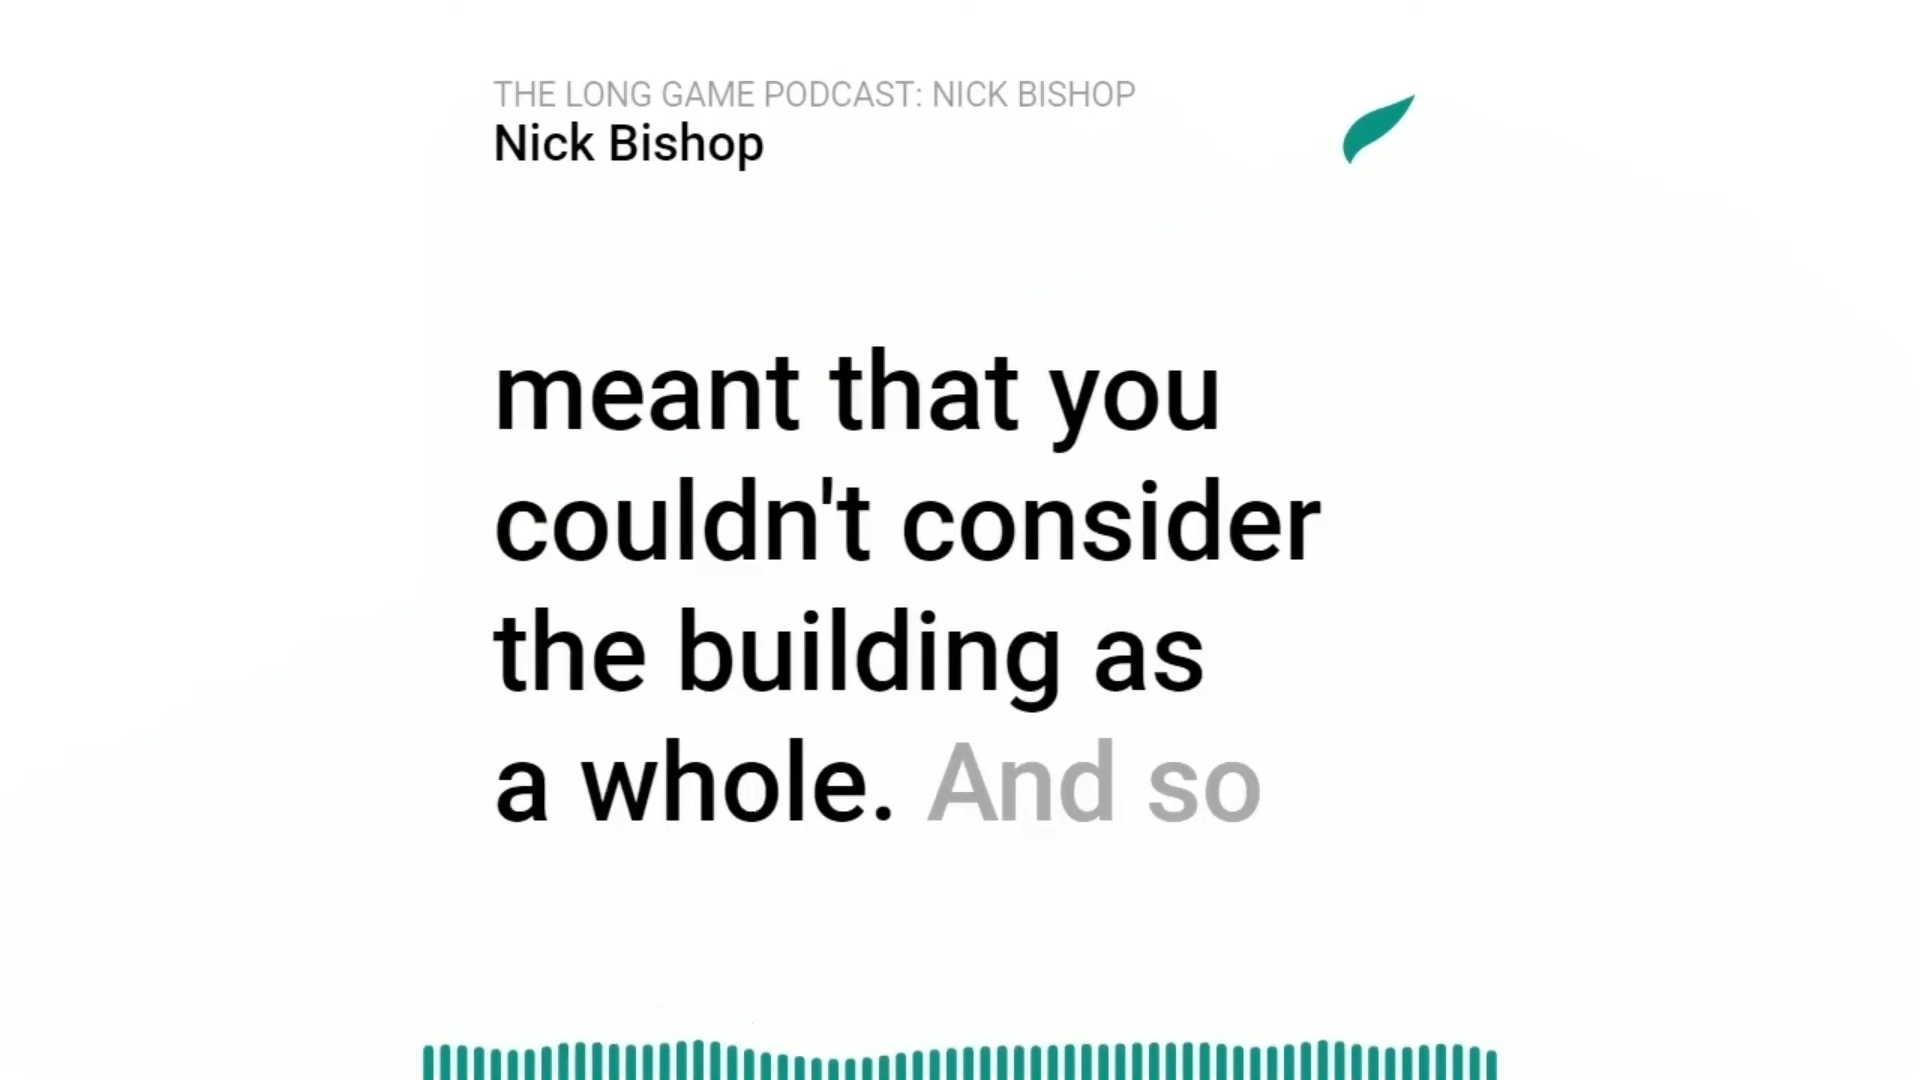 THE LONG GAME PODCAST: NICK BISHOP
Nick Bishop
meant that you
couldn't consider
the building as
a whole. And so